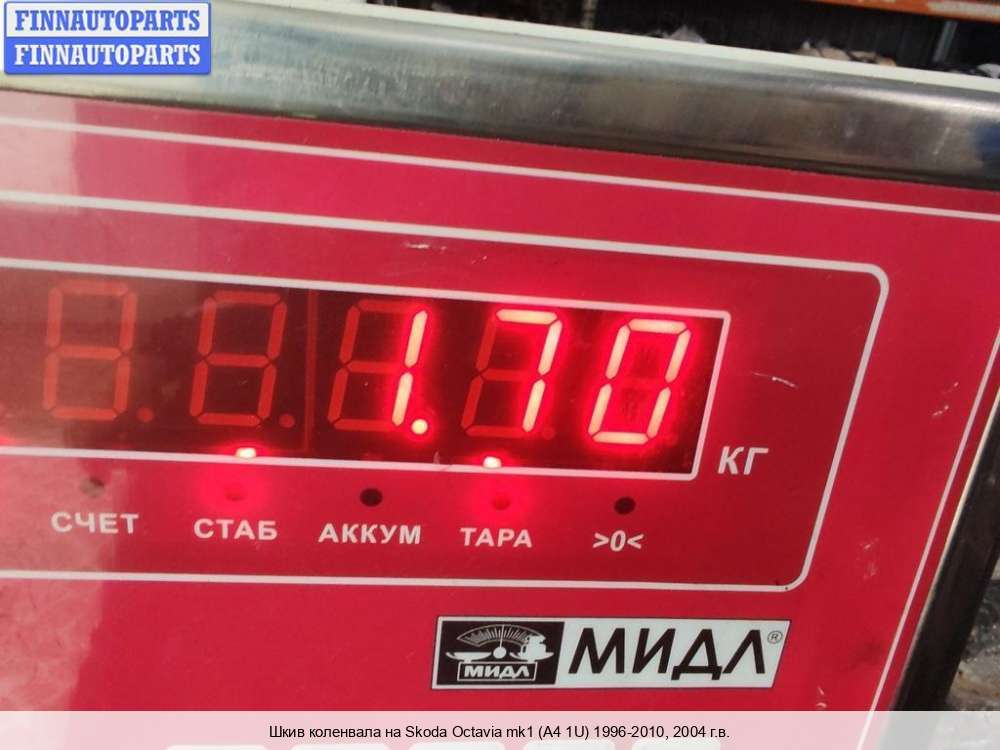 FINNAUTOPARTS
FINNAUTOPARTS
1.70
КГ
СЧЕТ СТАБ АККУМ ТАРА >0<
МИДЛ МИДЛ®
Шкив коленвала на Skoda Octavia mk1 (A4 1U) 1996-2010, 2004 г.в.